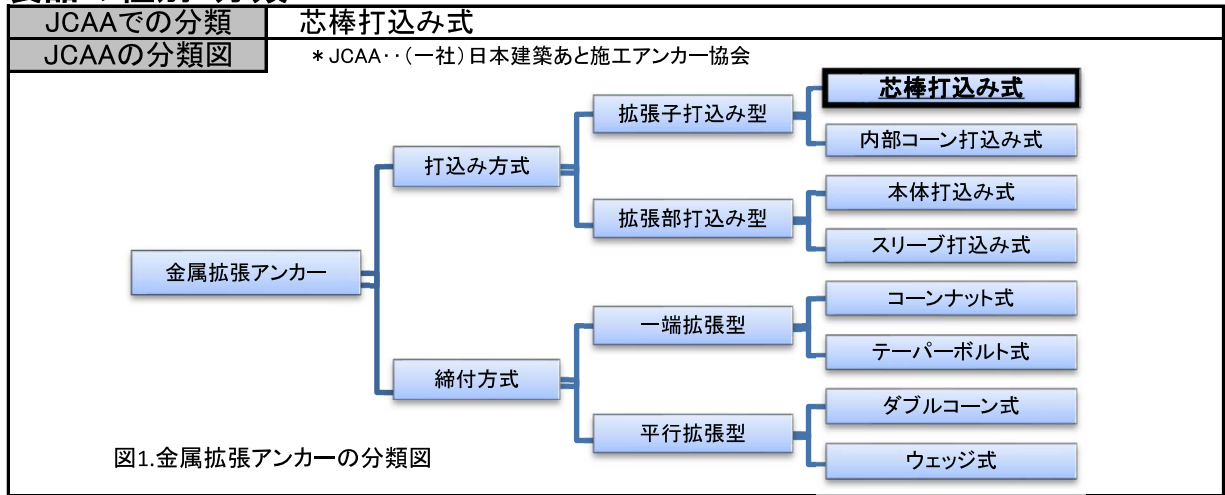 JCAAでの分類
芯棒打込み式
JCAAの分類図
*JCAA‥(一社)日本建築あと施工アンカー協会
芯棒打込み式
拡張子打込み型
内部コーン打込み式
打込み方式
本体打込み式
拡張部打込み型
スリーブ打込み式
金属拡張アンカー
コーンナット式
一端拡張型
テーパーボルト式
締付方式
ダブルコーン式
平行拡張型
ウェッジ式
図1.金属拡張アンカーの分類図